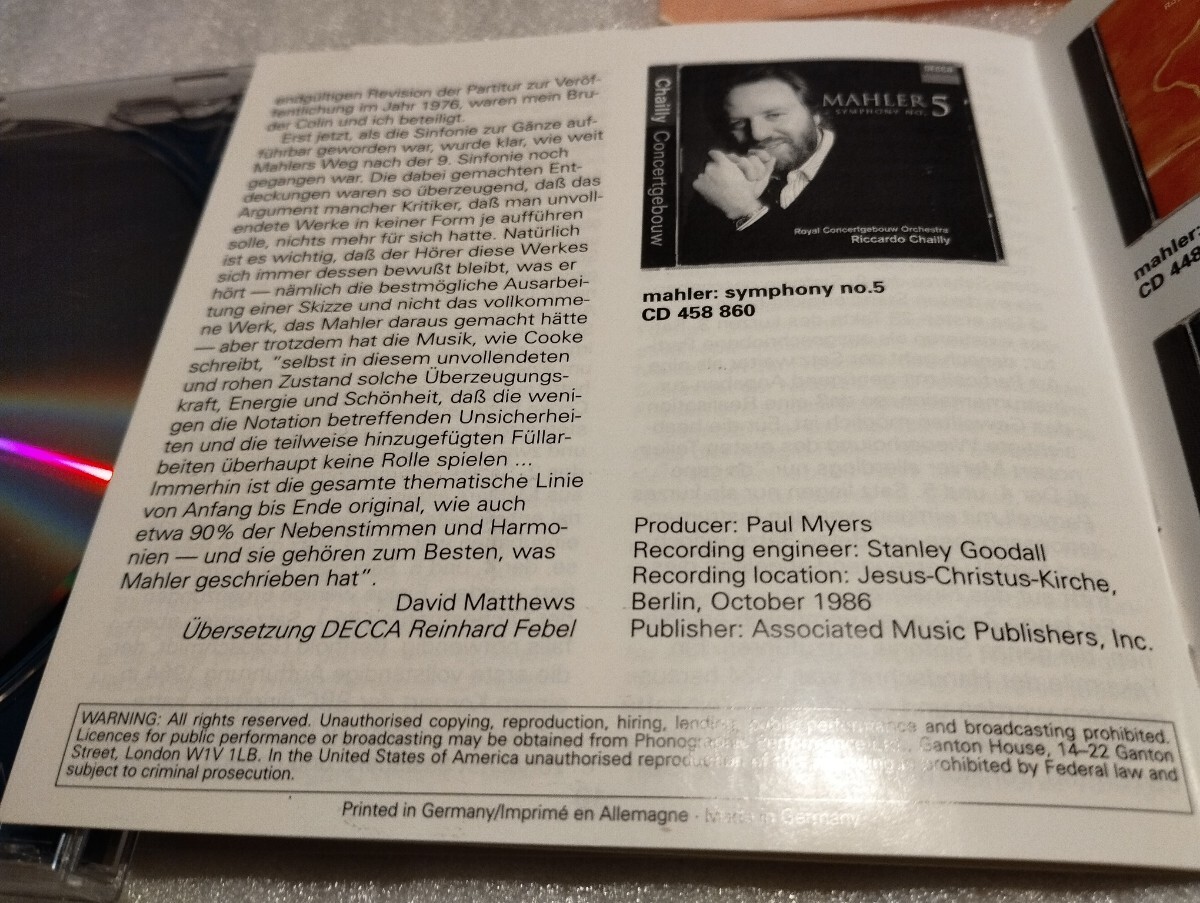 endgültigen Revision der Partitur zur Veröf-
fentlichung im Jahr 1976, waren mein Bru-
der Colin und ich beteiligt.
Erst jetzt, als die Sinfonie zur Gänze auf-
führbar geworden war, wurde klar, wie weit
Mahlers Weg nach der 9. Sinfonie noch
gegangen war. Die dabei gemachten Ent-
deckungen waren so überzeugend, daß das
Argument mancher Kritiker, daß man unvoll-
endete Werke in keiner Form je aufführen
solle, nichts mehr für sich hatte. Natürlich
ist es wichtig, daß der Hörer diese Werkes
sich immer dessen bewußt bleibt, was er
hört — nämlich die bestmögliche Ausarbei-
tung einer Skizze und nicht das vollkomme-
ne Werk, das Mahler daraus gemacht hätte
— aber trotzdem hat die Musik, wie Cooke
schreibt, "selbst in diesem unvollendeten
und rohen Zustand solche Überzeugungs-
kraft, Energie und Schönheit, daß die weni-
gen die Notation betreffenden Unsicherhei-
ten und die teilweise hinzugefügten Füllar-
beiten überhaupt keine Rolle spielen ...
Immerhin ist die gesamte thematische Linie
von Anfang bis Ende original, wie auch
etwa 90% der Nebenstimmen und Harmo-
nien — und sie gehören zum Besten, was
Mahler geschrieben hat".
David Matthews
Übersetzung DECCA Reinhard Febel
Chailly Concertgebouw
DECCA
MAHLER 5
SYMPHONY NO.
Royal Concertgebouw Orchestra
Riccardo Chailly
mahler: symphony no.5
CD 458 860
Producer: Paul Myers
Recording engineer: Stanley Goodall
Recording location: Jesus-Christus-Kirche,
Berlin, October 1986
Publisher: Associated Music Publishers, Inc.
mahler:
CD 448
WARNING: All rights reserved. Unauthorised copying, reproduction, hiring, lending, public performance and broadcasting prohibited.
Licences for public performance or broadcasting may be obtained from Phonographic Performance Ltd., Ganton House, 14–22 Ganton
Street, London W1V 1LB. In the United States of America unauthorised reproduction of this recording is prohibited by Federal law and
subject to criminal prosecution.
Printed in Germany/Imprimé en Allemagne · Made in Germany